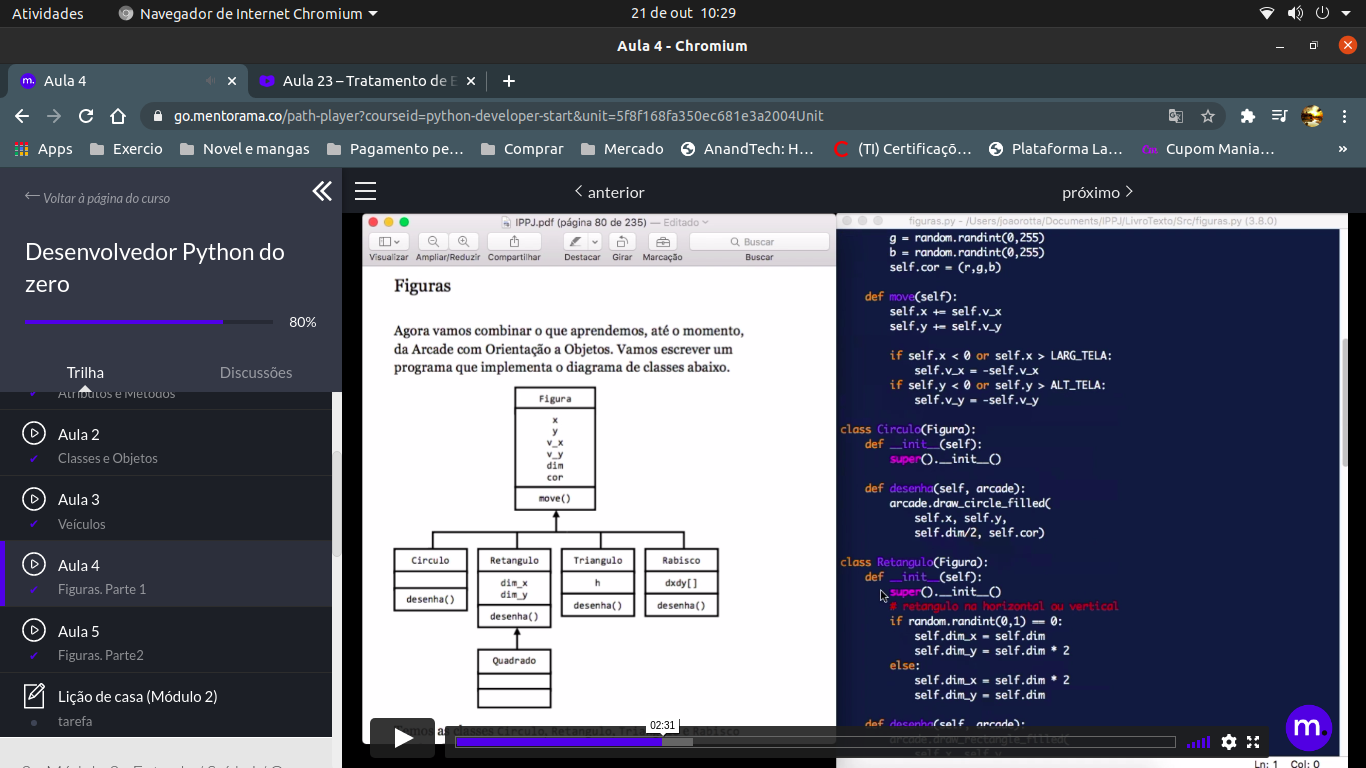 Atividades
Navegador de Internet Chromium
21 de out 10:29
Aula 4 - Chromium
m. Aula 4
Aula 23 – Tratamento de E
go.mentorama.co/path-player?courseid=python-developer-start&unit=5f8f168fa350ec681e3a2004Unit
Apps
Exercio
Novel e mangas
Pagamento pe…
Comprar
Mercado
AnandTech: H…
(TI) Certificaçõ…
Plataforma La…
Cupom Mania…
»
Voltar à página do curso
Desenvolvedor Python do
zero
80%
Trilha
Discussões
Atributos e Métodos
Aula 2
Classes e Objetos
Aula 3
Veículos
Aula 4
Figuras. Parte 1
Aula 5
Figuras. Parte2
Lição de casa (Módulo 2)
tarefa
anterior
próximo
IPPJ.pdf (página 80 de 235) — Editado
Visualizar
Ampliar/Reduzir
Compartilhar
Destacar
Girar
Marcação
Buscar
Buscar
Figuras
Agora vamos combinar o que aprendemos, até o momento,
da Arcade com Orientação a Objetos. Vamos escrever um
programa que implementa o diagrama de classes abaixo.
Figura
x
y
v_x
v_y
dim
cor
move()
Circulo
desenha()
Retangulo
dim_x
dim_y
desenha()
Triangulo
h
desenha()
Rabisco
dxdy[]
desenha()
Quadrado
figuras.py - /Users/joaorotta/Documents/IPPJ/LivroTexto/Src/figuras.py (3.8.0)
g = random.randint(0,255)
b = random.randint(0,255)
self.cor = (r,g,b)
def move(self):
self.x += self.v_x
self.y += self.v_y
if self.x < 0 or self.x > LARG_TELA:
self.v_x = -self.v_x
if self.y < 0 or self.y > ALT_TELA:
self.v_y = -self.v_y
class Circulo(Figura):
def __init__(self):
super().__init__()
def desenha(self, arcade):
arcade.draw_circle_filled(
self.x, self.y,
self.dim/2, self.cor)
class Retangulo(Figura):
def __init__(self):
super().__init__()
# retangulo na horizontal ou vertical
if random.randint(0,1) == 0:
self.dim_x = self.dim
self.dim_y = self.dim * 2
else:
self.dim_x = self.dim * 2
self.dim_y = self.dim
def desenha(self, arcade):
arcade.draw_rectangle_filled(
02:31
m.
Ln: 1 Col: 0